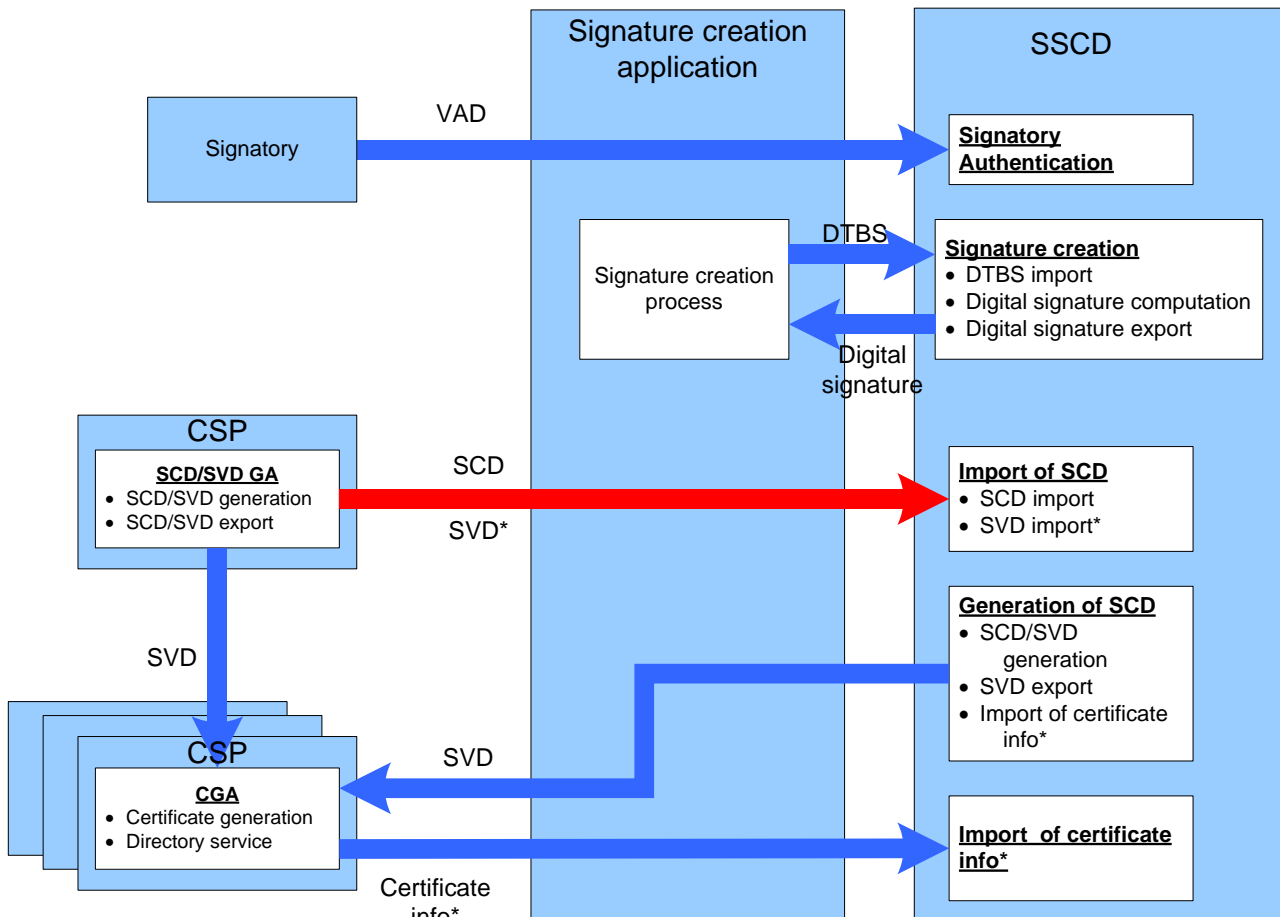 Signature creation
application
SSCD
VAD
Signatory
Signatory
Authentication
DTBS
Signature creation
process
Signature creation
• DTBS import
• Digital signature computation
• Digital signature export
Digital
signature
CSP
SCD/SVD GA
• SCD/SVD generation
• SCD/SVD export
SCD
SVD*
Import of SCD
• SCD import
• SVD import*
SVD
Generation of SCD
• SCD/SVD
generation
• SVD export
• Import of certificate
info*
CSP
CGA
• Certificate generation
• Directory service
SVD
Import of certificate
info*
Certificate
info*